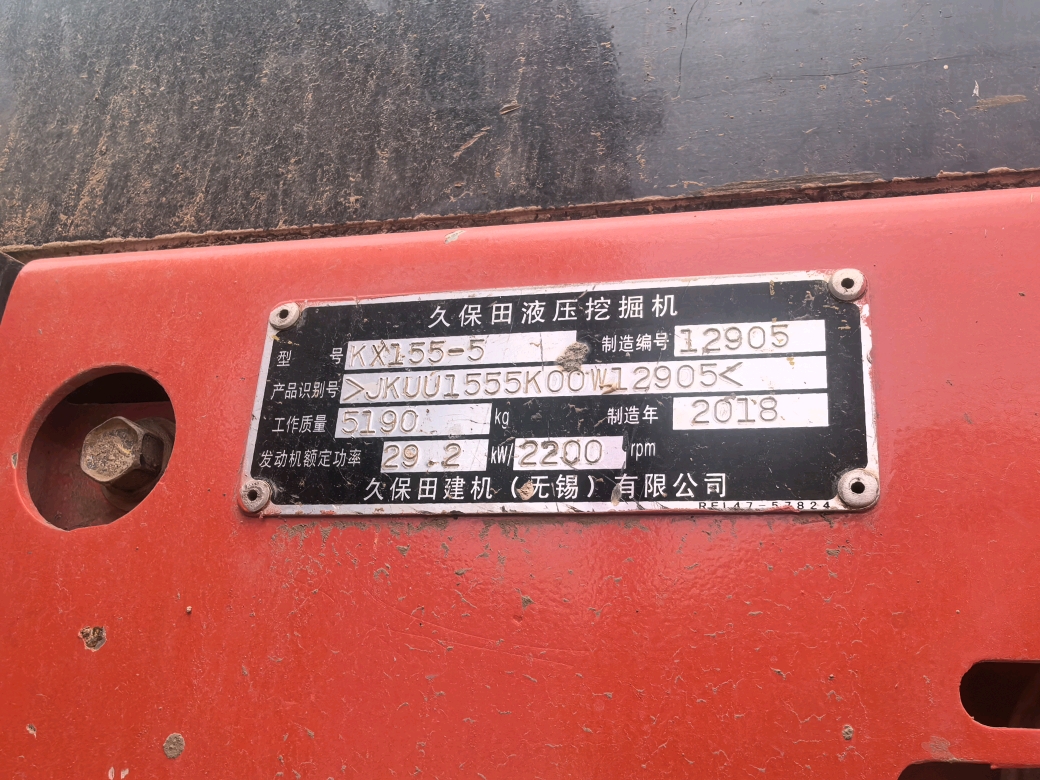 久保田液压挖掘机
型 号 KX155-5 制造编号 12905
产品识别号 >JKUU1555K00W12905<
工作质量 5190 kg 制造年 2018
发动机额定功率 29.2 kW/ 2200 rpm
久保田建机(无锡)有限公司
RE147-57824